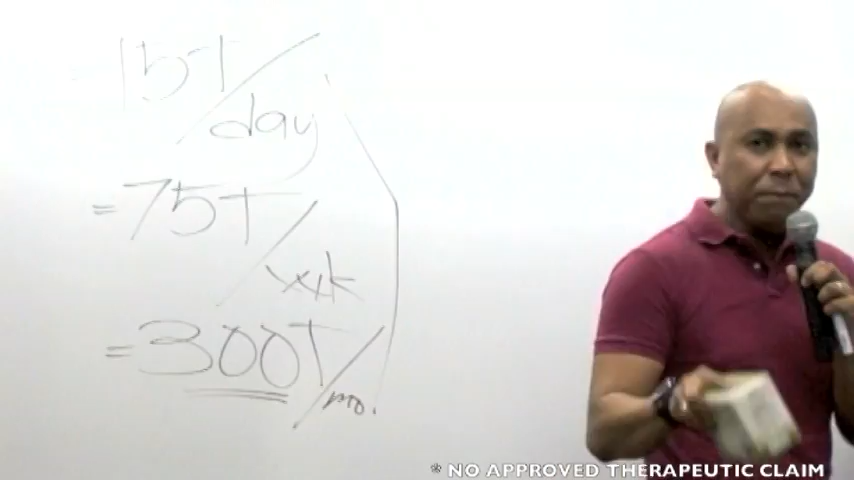 15T/day
= 75T/wk
= 300T/mo.
* NO APPROVED THERAPEUTIC CLAIM